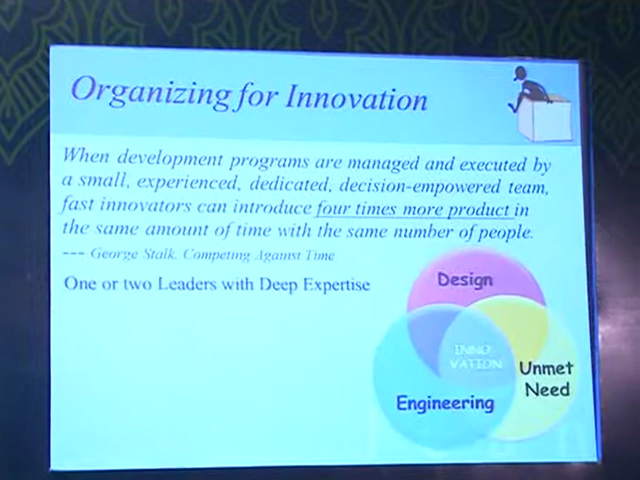 Organizing for Innovation
When development programs are managed and executed by
a small, experienced, dedicated, decision-empowered team,
fast innovators can introduce four times more product in
the same amount of time with the same number of people.
--- George Stalk, Competing Against Time
One or two Leaders with Deep Expertise
Design
INNO
VATION
Unmet
Need
Engineering